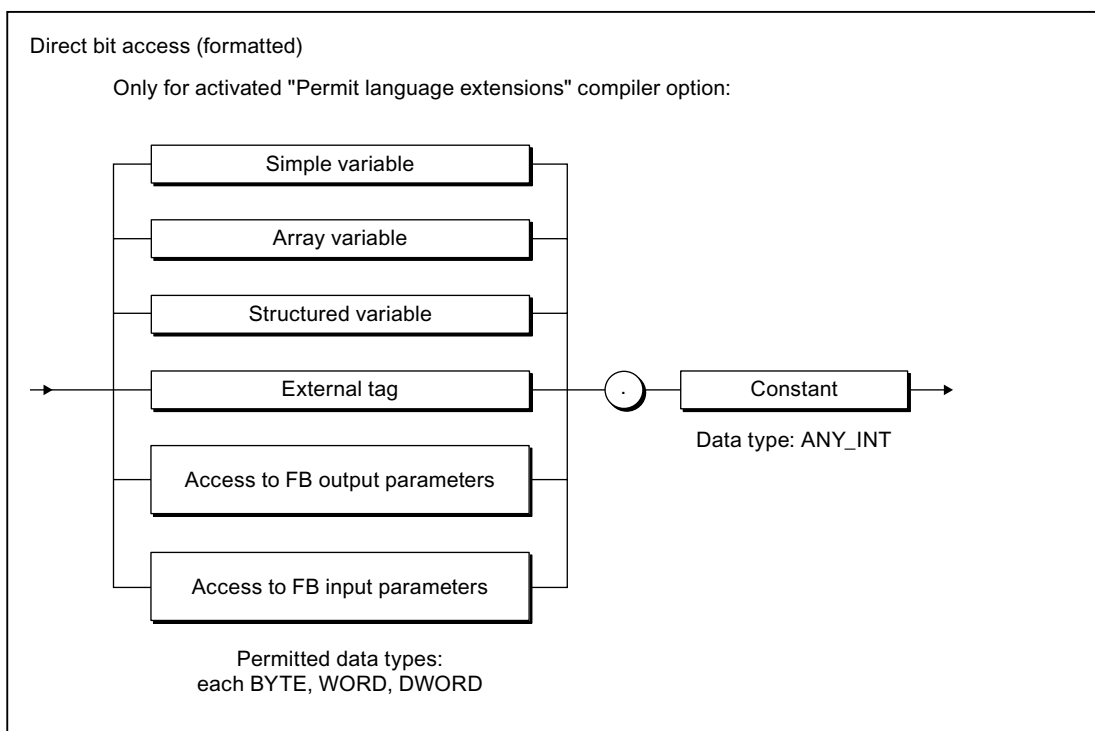 Direct bit access (formatted)
Only for activated "Permit language extensions" compiler option:
Simple variable
Array variable
Structured variable
External tag
.
Constant
Data type: ANY_INT
Access to FB output parameters
Access to FB input parameters
Permitted data types:
each BYTE, WORD, DWORD